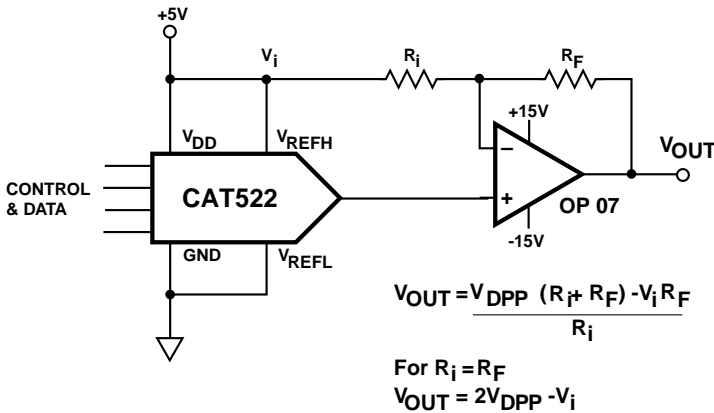 +5V
Vi
Ri
RF
+15V
VDD
VREFH
VOUT
CONTROL
& DATA
CAT522
−
+
OP 07
-15V
GND
VREFL
VOUT = VDPP (Ri+ RF) -Vi RF
Ri
For Ri = RF
VOUT = 2VDPP -Vi